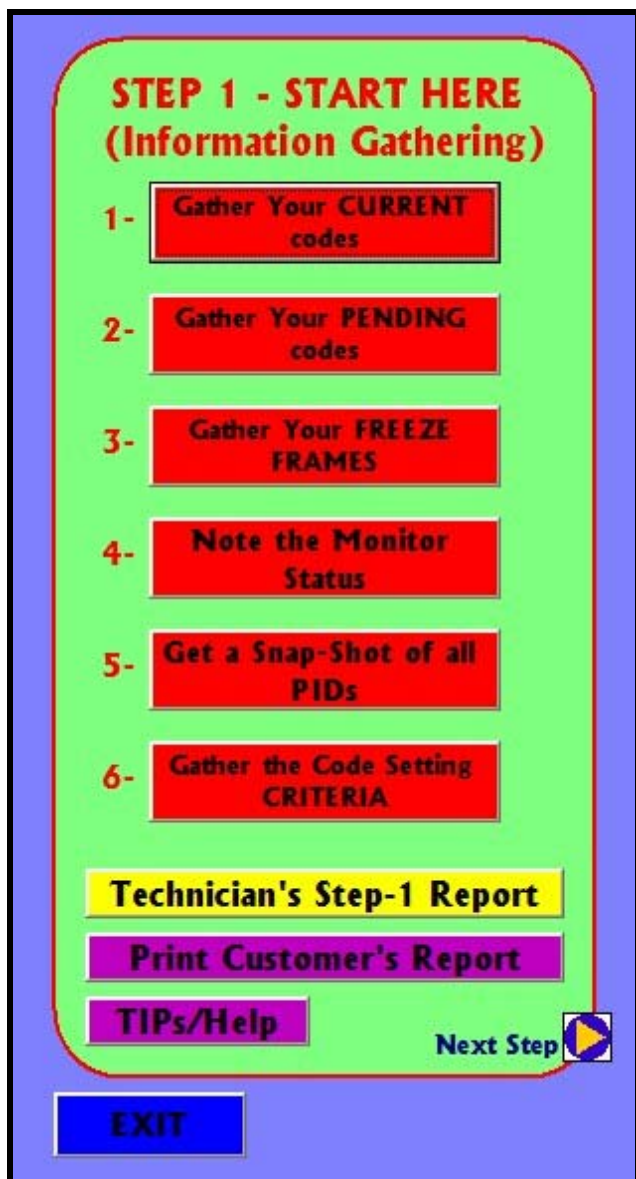 STEP 1 - START HERE
(Information Gathering)
1- Gather Your CURRENT
codes
2- Gather Your PENDING
codes
3- Gather Your FREEZE
FRAMES
4- Note the Monitor
Status
5- Get a Snap-Shot of all
PIDs
6- Gather the Code Setting
CRITERIA
Technician's Step-1 Report
Print Customer's Report
TIPs/Help
Next Step
EXIT